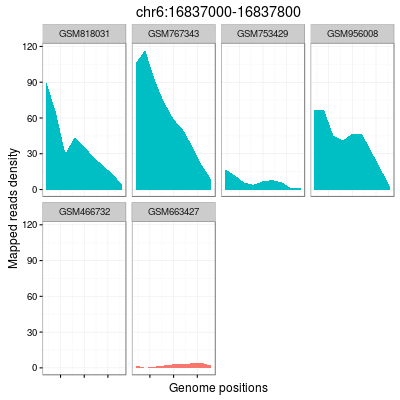 chr6:16837000-16837800
GSM818031 GSM767343 GSM753429 GSM956008
120
90
60
30
0
GSM466732 GSM663427
120
90
60
30
0
Mapped reads density
Genome positions